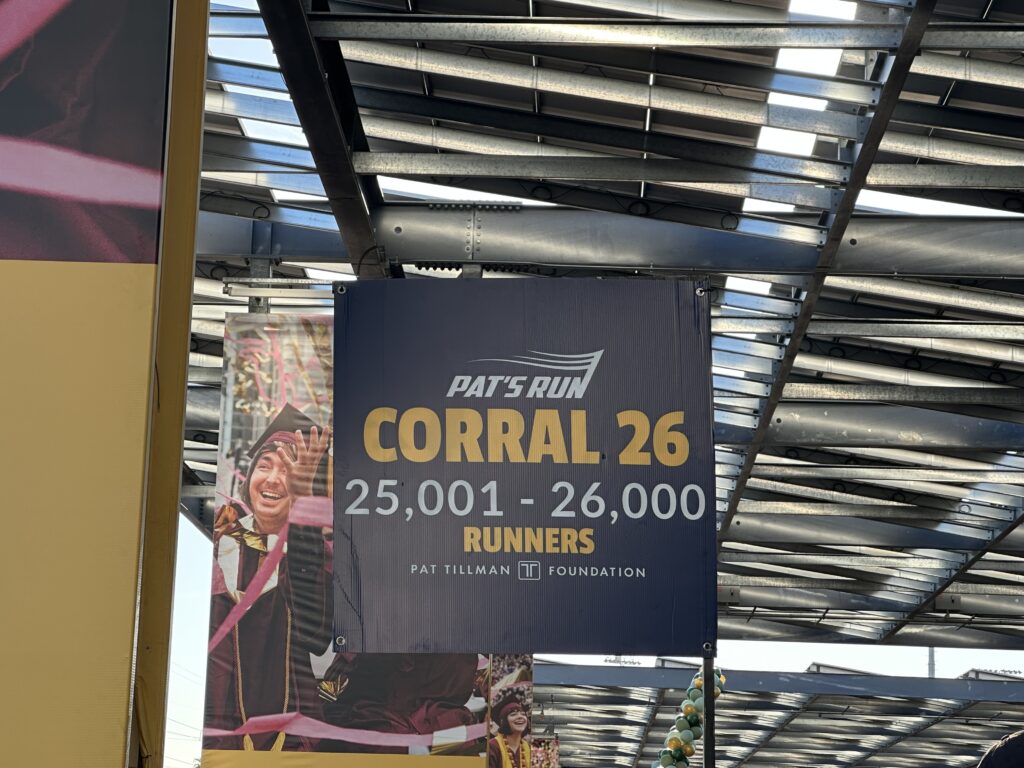 PAT'S RUN
CORRAL 26
25,001 - 26,000
RUNNERS
PAT TILLMAN FOUNDATION